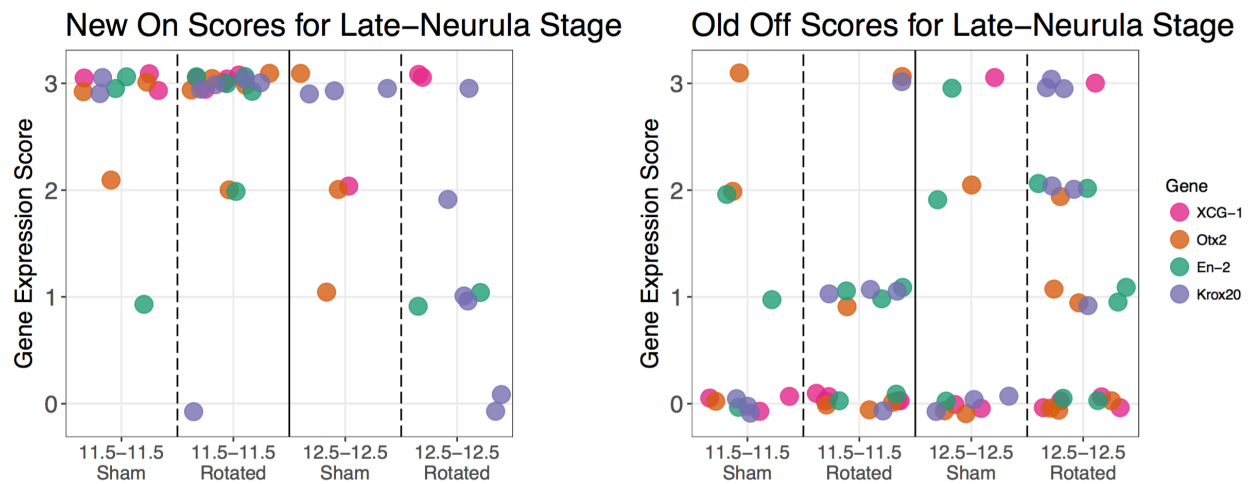 New On Scores for Late−Neurula Stage
Gene Expression Score
3
2
1
0
11.5−11.5
Sham
11.5−11.5
Rotated
12.5−12.5
Sham
12.5−12.5
Rotated
Old Off Scores for Late−Neurula Stage
Gene Expression Score
3
2
1
0
11.5−11.5
Sham
11.5−11.5
Rotated
12.5−12.5
Sham
12.5−12.5
Rotated
Gene
XCG−1
Otx2
En−2
Krox20